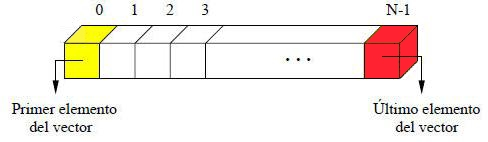 0 1 2 3 N-1
...
Primer elemento
del vector
Último elemento
del vector